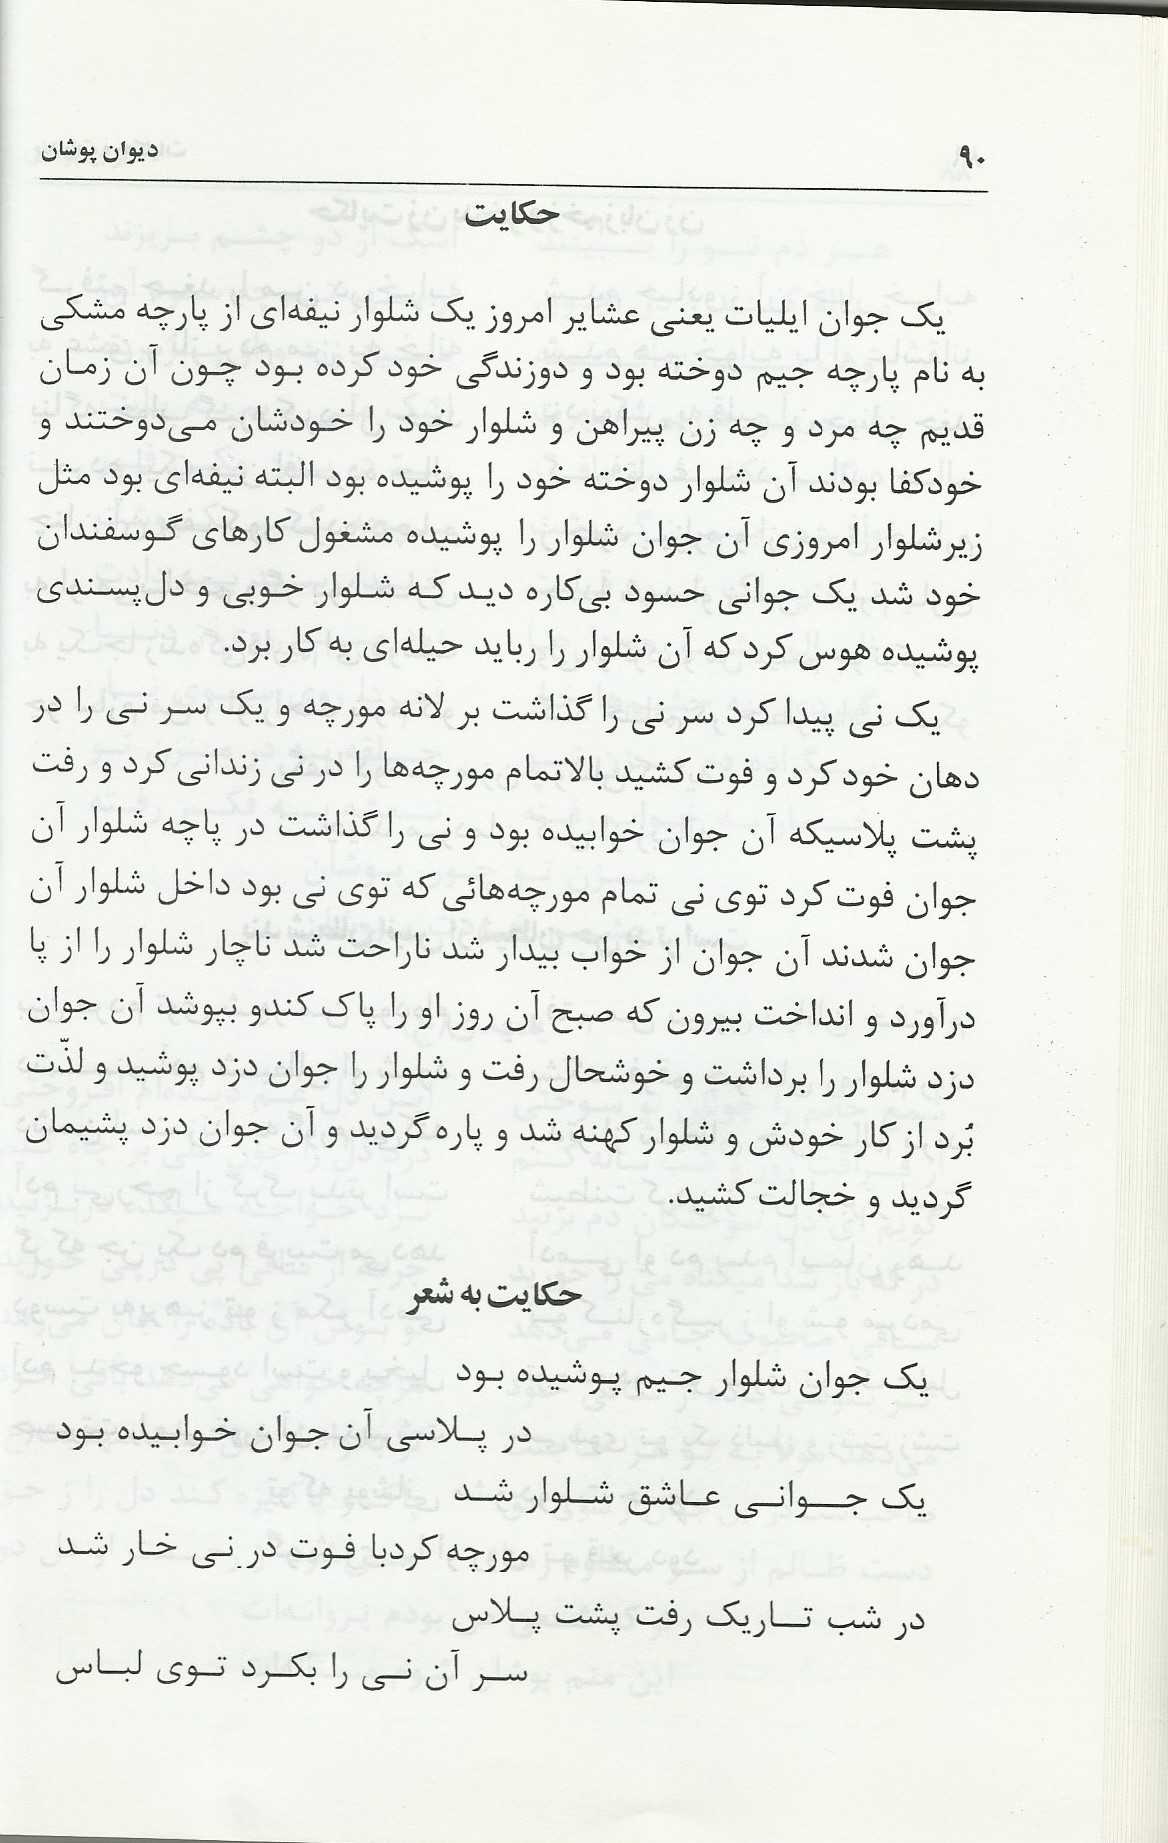 ۹۰
دیوان پوشان
حکایت
یک جوان ایلیات یعنی عشایر امروز یک شلوار نیفه‌ای از پارچه مشکی
به نام پارچه جیم دوخته بود و دوزندگی خود کرده بود چون آن زمان
قدیم چه مرد و چه زن پیراهن و شلوار خود را خودشان می‌دوختند و
خودکفا بودند آن شلوار دوخته خود را پوشیده بود البته نیفه‌ای بود مثل
زیرشلوار امروزی آن جوان شلوار را پوشیده مشغول کارهای گوسفندان
خود شد یک جوانی حسود بی‌کاره دید که شلوار خوبی و دل‌پسندی
پوشیده هوس کرد که آن شلوار را رباید حیله‌ای به کار برد.
یک نی پیدا کرد سر نی را گذاشت بر لانه مورچه و یک سر نی را در
دهان خود کرد و فوت کشید بالاتمام مورچه‌ها را در نی زندانی کرد و رفت
پشت پلاسیکه آن جوان خوابیده بود و نی را گذاشت در پاچه شلوار آن
جوان فوت کرد توی نی تمام مورچه‌هائی که توی نی بود داخل شلوار آن
جوان شدند آن جوان از خواب بیدار شد ناراحت شد ناچار شلوار را از پا
درآورد و انداخت بیرون که صبح آن روز او را پاک کندو بپوشد آن جوان
دزد شلوار را برداشت و خوشحال رفت و شلوار را جوان دزد پوشید و لذّت
بُرد از کار خودش و شلوار کهنه شد و پاره گردید و آن جوان دزد پشیمان
گردید و خجالت کشید.
حکایت به شعر
یک جوان شلوار جیم پوشیده بود
در پلاسی آن جوان خوابیده بود
یک جوانی عاشق شلوار شد
مورچه کردبا فوت در نی خار شد
در شب تاریک رفت پشت پلاس
سر آن نی را بکرد توی لباس